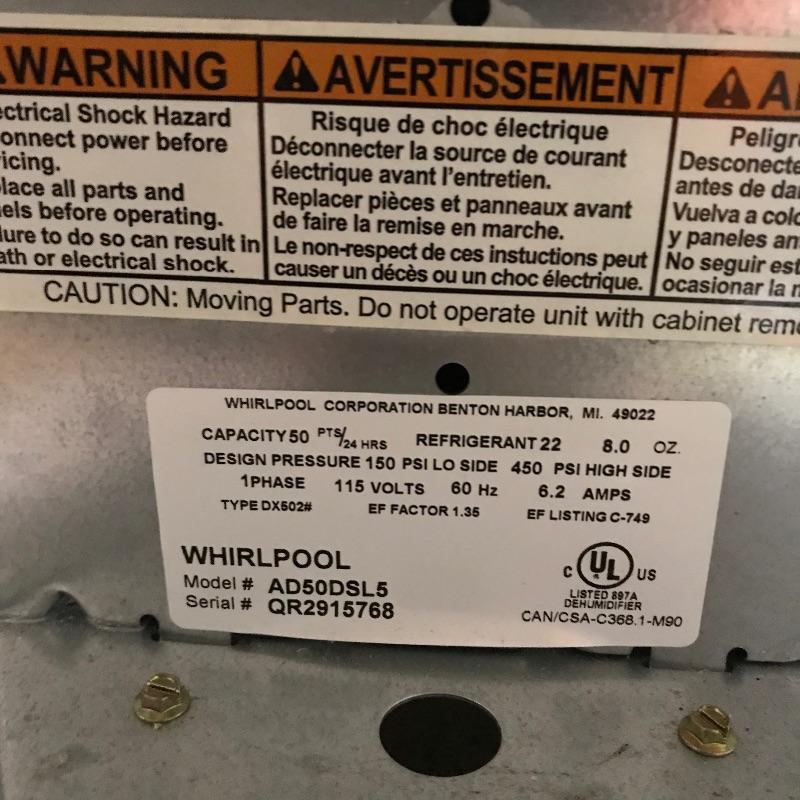 WARNING
ctrical Shock Hazard
onnect power before
icing.
lace all parts and
els before operating.
lure to do so can result in
ath or electrical shock.
AVERTISSEMENT
Risque de choc électrique
Déconnecter la source de courant
électrique avant l'entretien.
Replacer pièces et panneaux avant
de faire la remise en marche.
Le non-respect de ces instuctions peut
causer un décès ou un choc électrique.
Peligr
Desconecte
antes de da
Vuelva a colo
y paneles an
No seguir est
ocasionar la m
CAUTION: Moving Parts. Do not operate unit with cabinet remo
WHIRLPOOL CORPORATION BENTON HARBOR, MI. 49022
CAPACITY 50 PTS/24 HRS REFRIGERANT 22 8.0 OZ.
DESIGN PRESSURE 150 PSI LO SIDE 450 PSI HIGH SIDE
1PHASE 115 VOLTS 60 Hz 6.2 AMPS
TYPE DX502# EF FACTOR 1.35 EF LISTING C-749
WHIRLPOOL
Model # AD50DSL5
Serial # QR2915768
C UL US
LISTED 897A
DEHUMIDIFIER
CAN/CSA-C368.1-M90